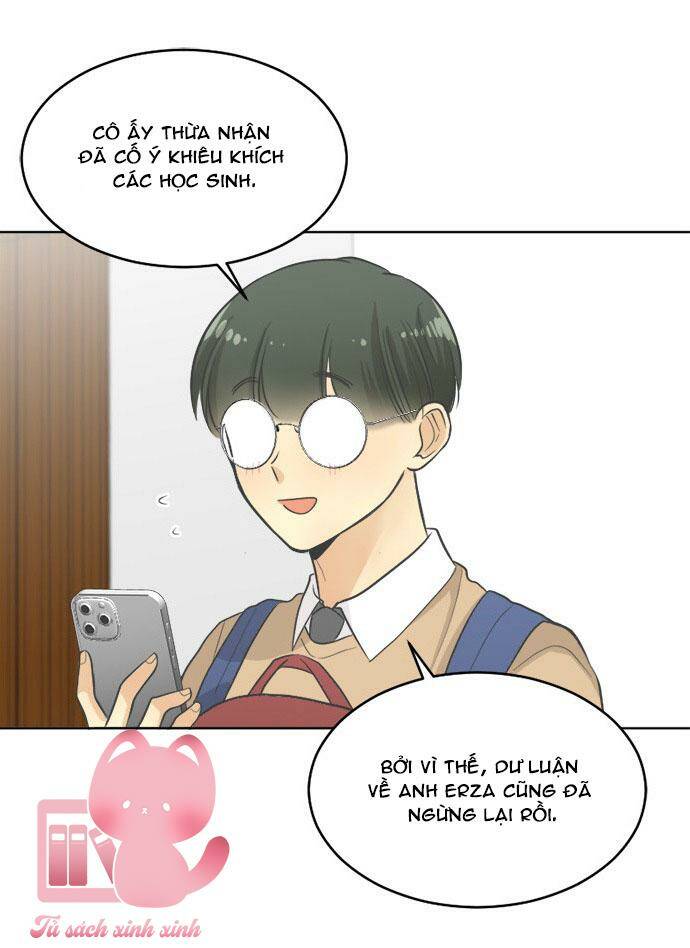 CÔ ẤY THỪA NHẬN
ĐÃ CỐ Ý KHIÊU KHÍCH
CÁC HỌC SINH.
BỞI VÌ THẾ, DƯ LUẬN
VỀ ANH ERZA CŨNG ĐÃ
NGỪNG LẠI RỒI.
Tủ sách xinh xinh